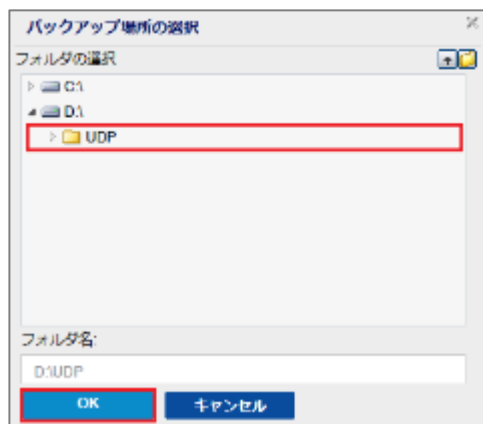 バックアップ場所の選択
フォルダの選択
C:\
D:\
UDP
フォルダ名:
D:\UDP
OK
キャンセル